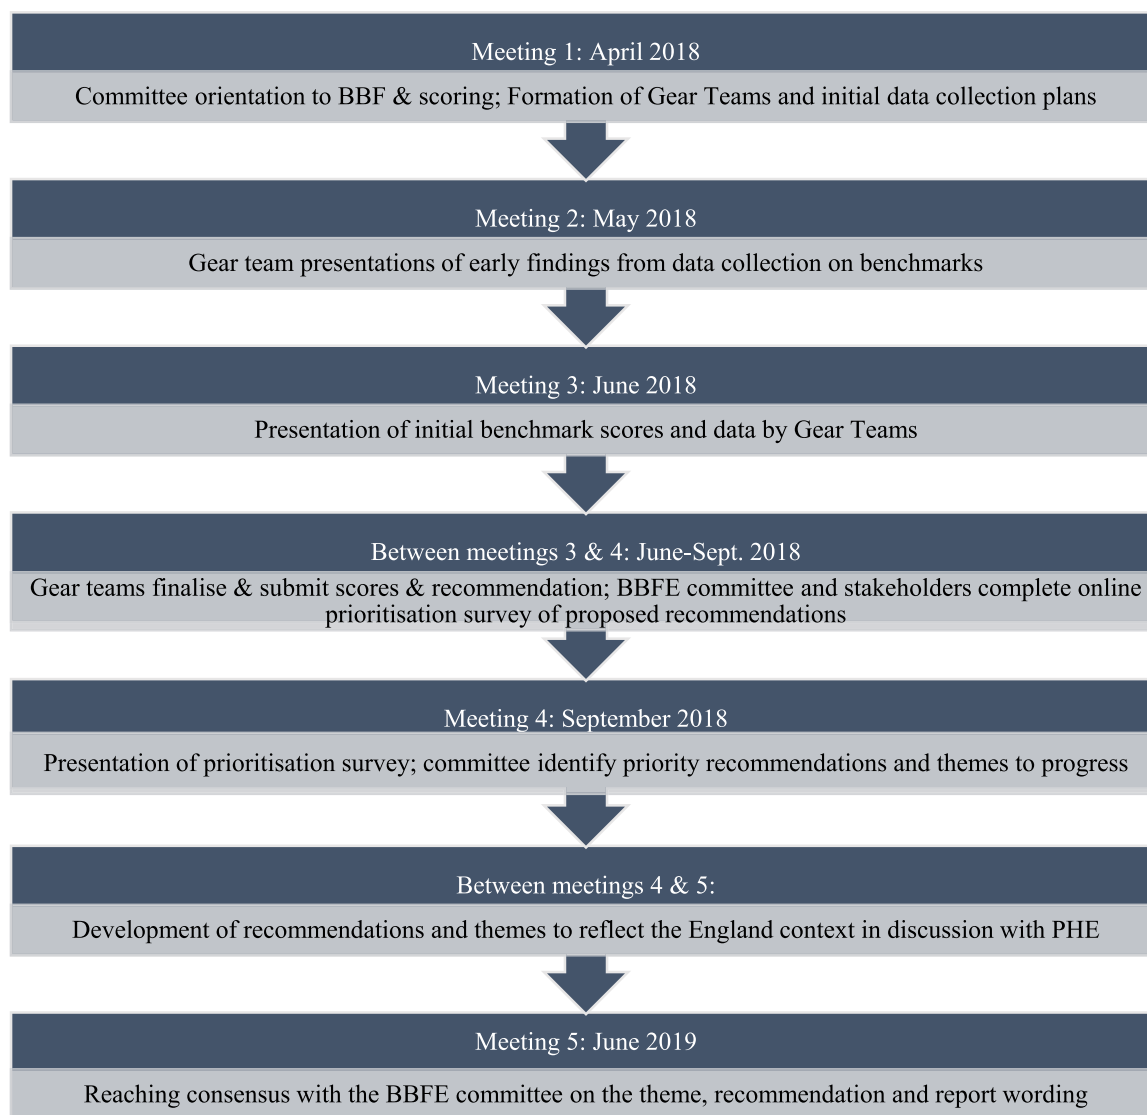 Meeting 1: April 2018
Committee orientation to BBF & scoring; Formation of Gear Teams and initial data collection plans
Meeting 2: May 2018
Gear team presentations of early findings from data collection on benchmarks
Meeting 3: June 2018
Presentation of initial benchmark scores and data by Gear Teams
Between meetings 3 & 4: June-Sept. 2018
Gear teams finalise & submit scores & recommendation; BBFE committee and stakeholders complete online
prioritisation survey of proposed recommendations
Meeting 4: September 2018
Presentation of prioritisation survey; committee identify priority recommendations and themes to progress
Between meetings 4 & 5:
Development of recommendations and themes to reflect the England context in discussion with PHE
Meeting 5: June 2019
Reaching consensus with the BBFE committee on the theme, recommendation and report wording